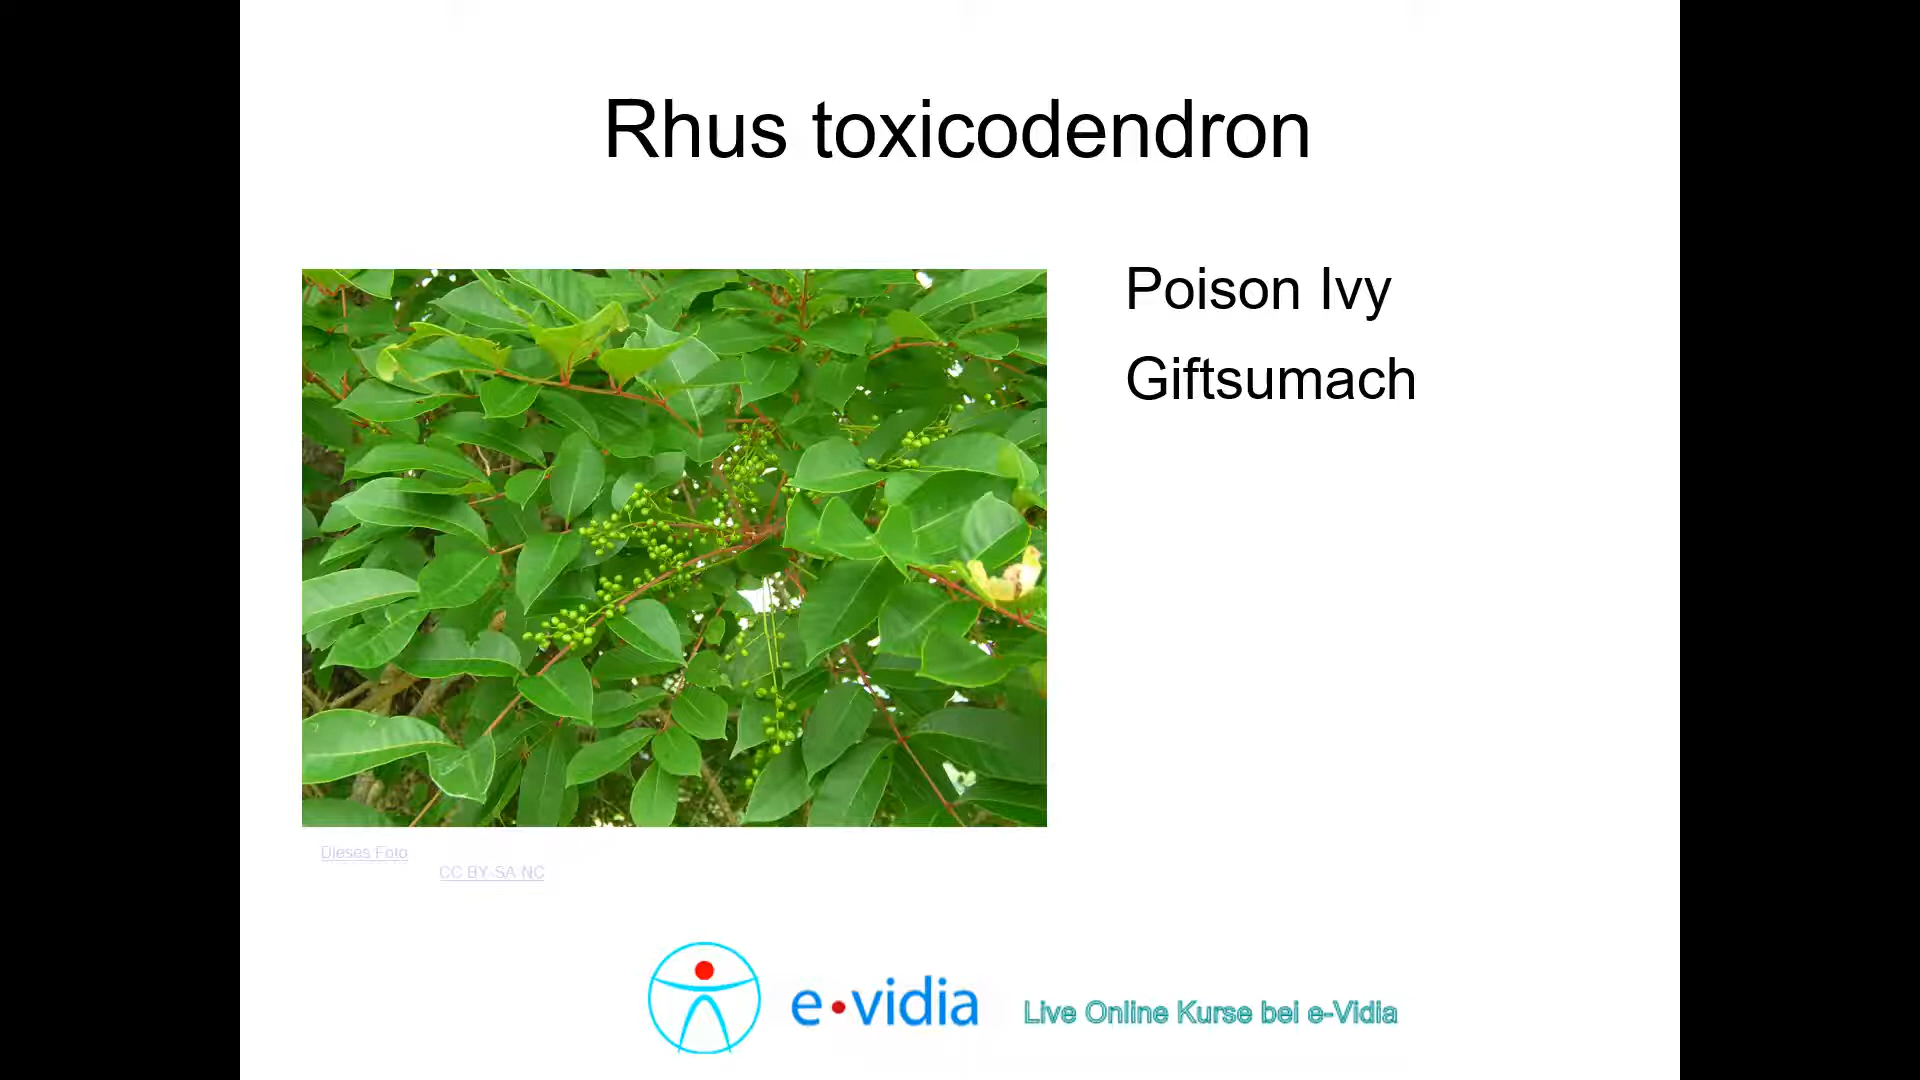 Rhus toxicodendron
Poison Ivy
Giftsumach
Dieses Foto
CC BY-SA-NC
e•vidia
Live Online Kurse bei e-Vidia